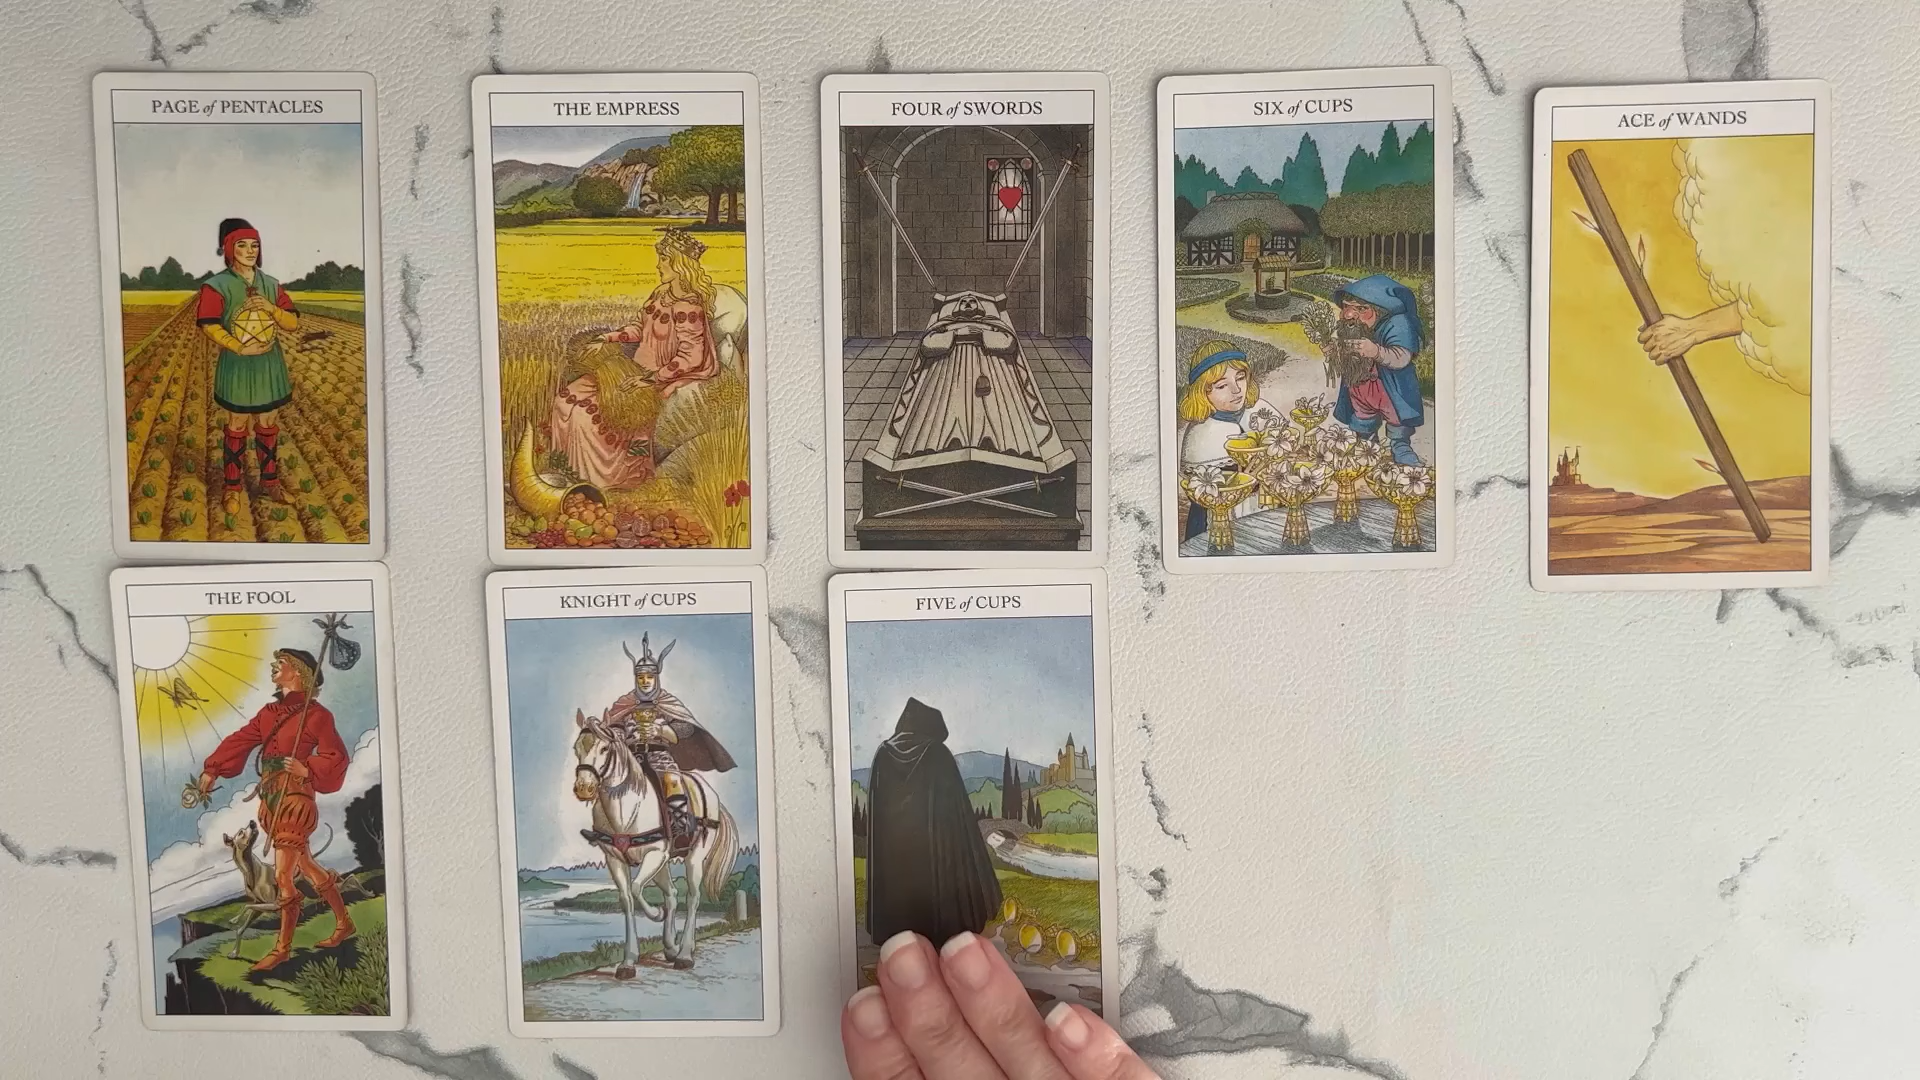 PAGE of PENTACLES
THE EMPRESS
FOUR of SWORDS
SIX of CUPS
ACE of WANDS
THE FOOL
KNIGHT of CUPS
FIVE of CUPS